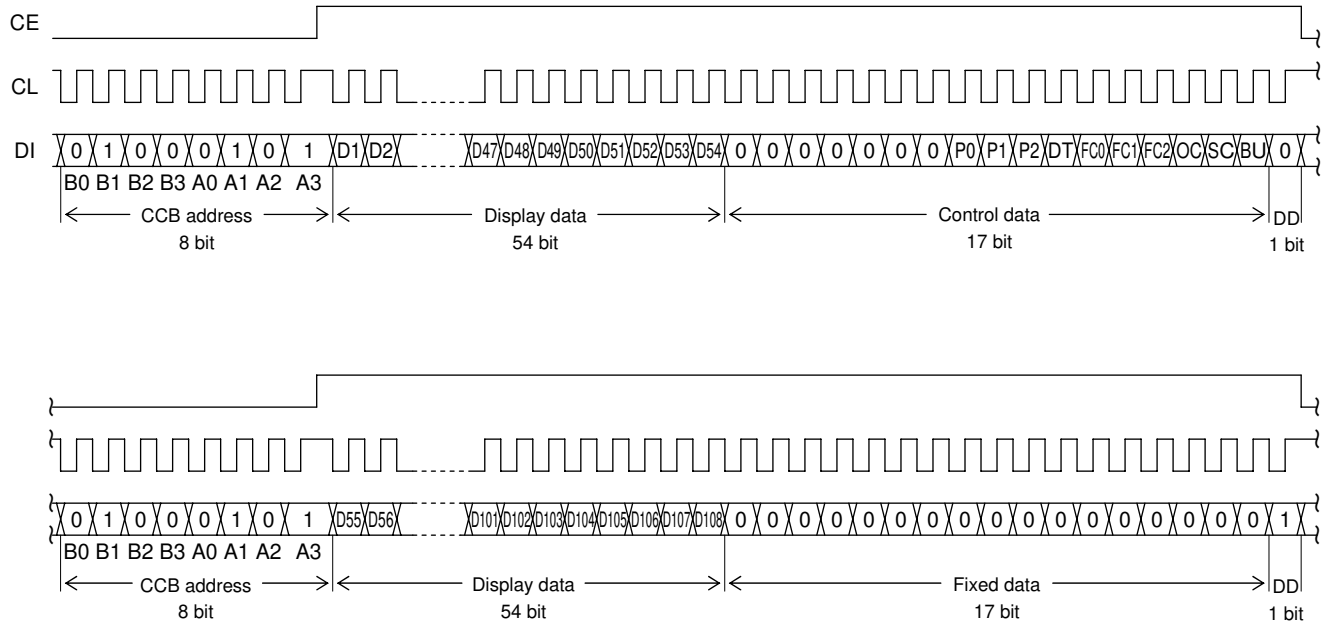 CE
CL
DI 0 1 0 0 0 1 0 1 D1 D2 D47 D48 D49 D50 D51 D52 D53 D54 0 0 0 0 0 0 0 P0 P1 P2 DT FC0 FC1 FC2 OC SC BU 0
B0 B1 B2 B3 A0 A1 A2 A3
CCB address Display data Control data DD
8 bit 54 bit 17 bit 1 bit
0 1 0 0 0 1 0 1 D55 D56 D101 D102 D103 D104 D105 D106 D107 D108 0 0 0 0 0 0 0 0 0 0 0 0 0 0 0 0 0 1
B0 B1 B2 B3 A0 A1 A2 A3
CCB address Display data Fixed data DD
8 bit 54 bit 17 bit 1 bit